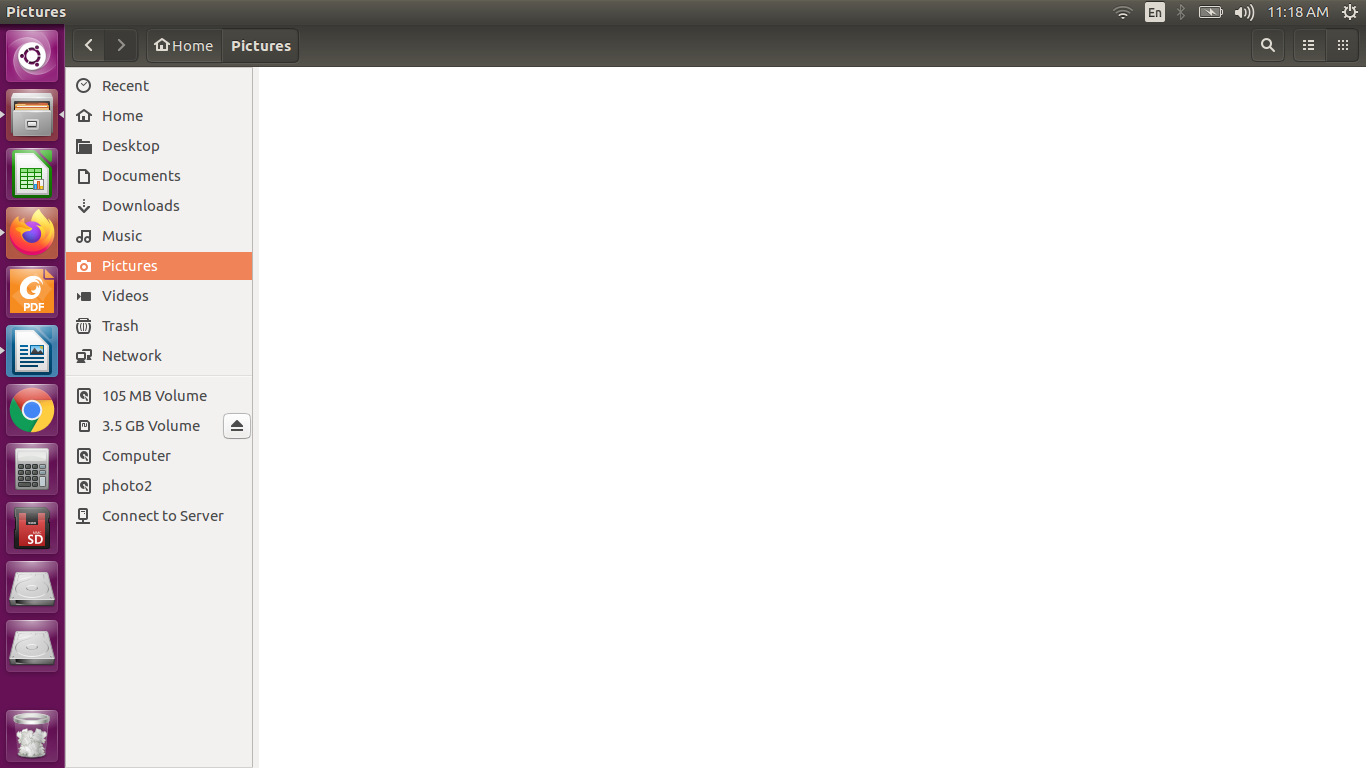 Pictures
En
11:18 AM
Home
Pictures
Recent
Home
Desktop
Documents
Downloads
Music
Pictures
Videos
Trash
Network
105 MB Volume
3.5 GB Volume
Computer
photo2
Connect to Server
PDF
SD